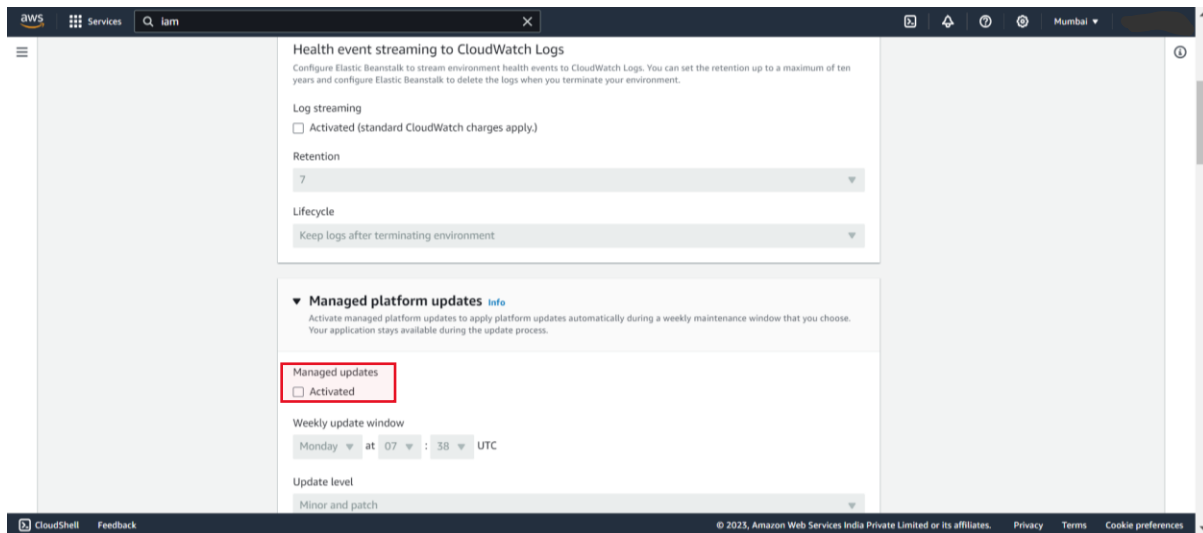 aws
Services
iam
Mumbai
Health event streaming to CloudWatch Logs
Configure Elastic Beanstalk to stream environment health events to CloudWatch Logs. You can set the retention up to a maximum of ten
years and configure Elastic Beanstalk to delete the logs when you terminate your environment.
Log streaming
Activated (standard CloudWatch charges apply.)
Retention
7
Lifecycle
Keep logs after terminating environment
Managed platform updates Info
Activate managed platform updates to apply platform updates automatically during a weekly maintenance window that you choose.
Your application stays available during the update process.
Managed updates
Activated
Weekly update window
Monday at 07 : 38 UTC
Update level
Minor and patch
CloudShell Feedback © 2023, Amazon Web Services India Private Limited or its affiliates. Privacy Terms Cookie preferences